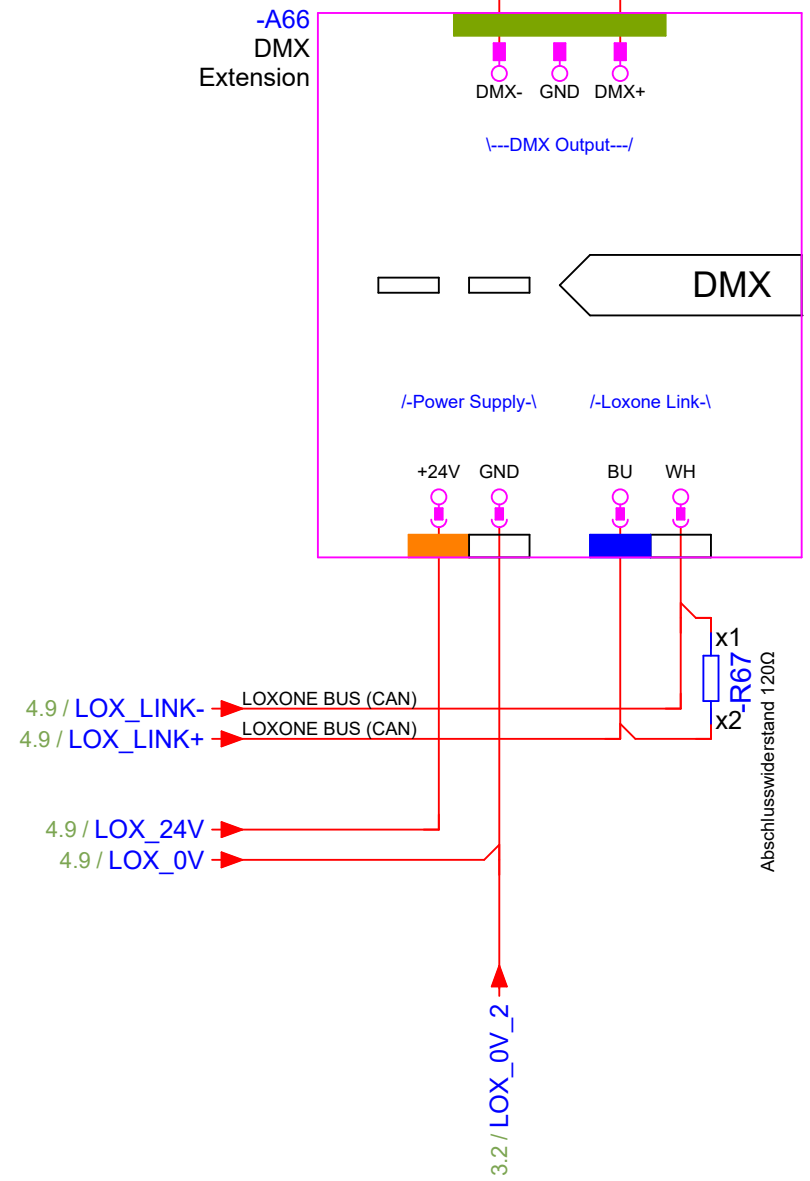 -A66
DMX
Extension
DMX- GND DMX+
\---DMX Output---/
DMX
/-Power Supply-\ /-Loxone Link-\
+24V GND BU WH
x1
-R67
x2
Abschlusswiderstand 120Ω
4.9 / LOX_LINK- LOXONE BUS (CAN)
4.9 / LOX_LINK+ LOXONE BUS (CAN)
4.9 / LOX_24V
4.9 / LOX_0V
3.2 / LOX_0V_2